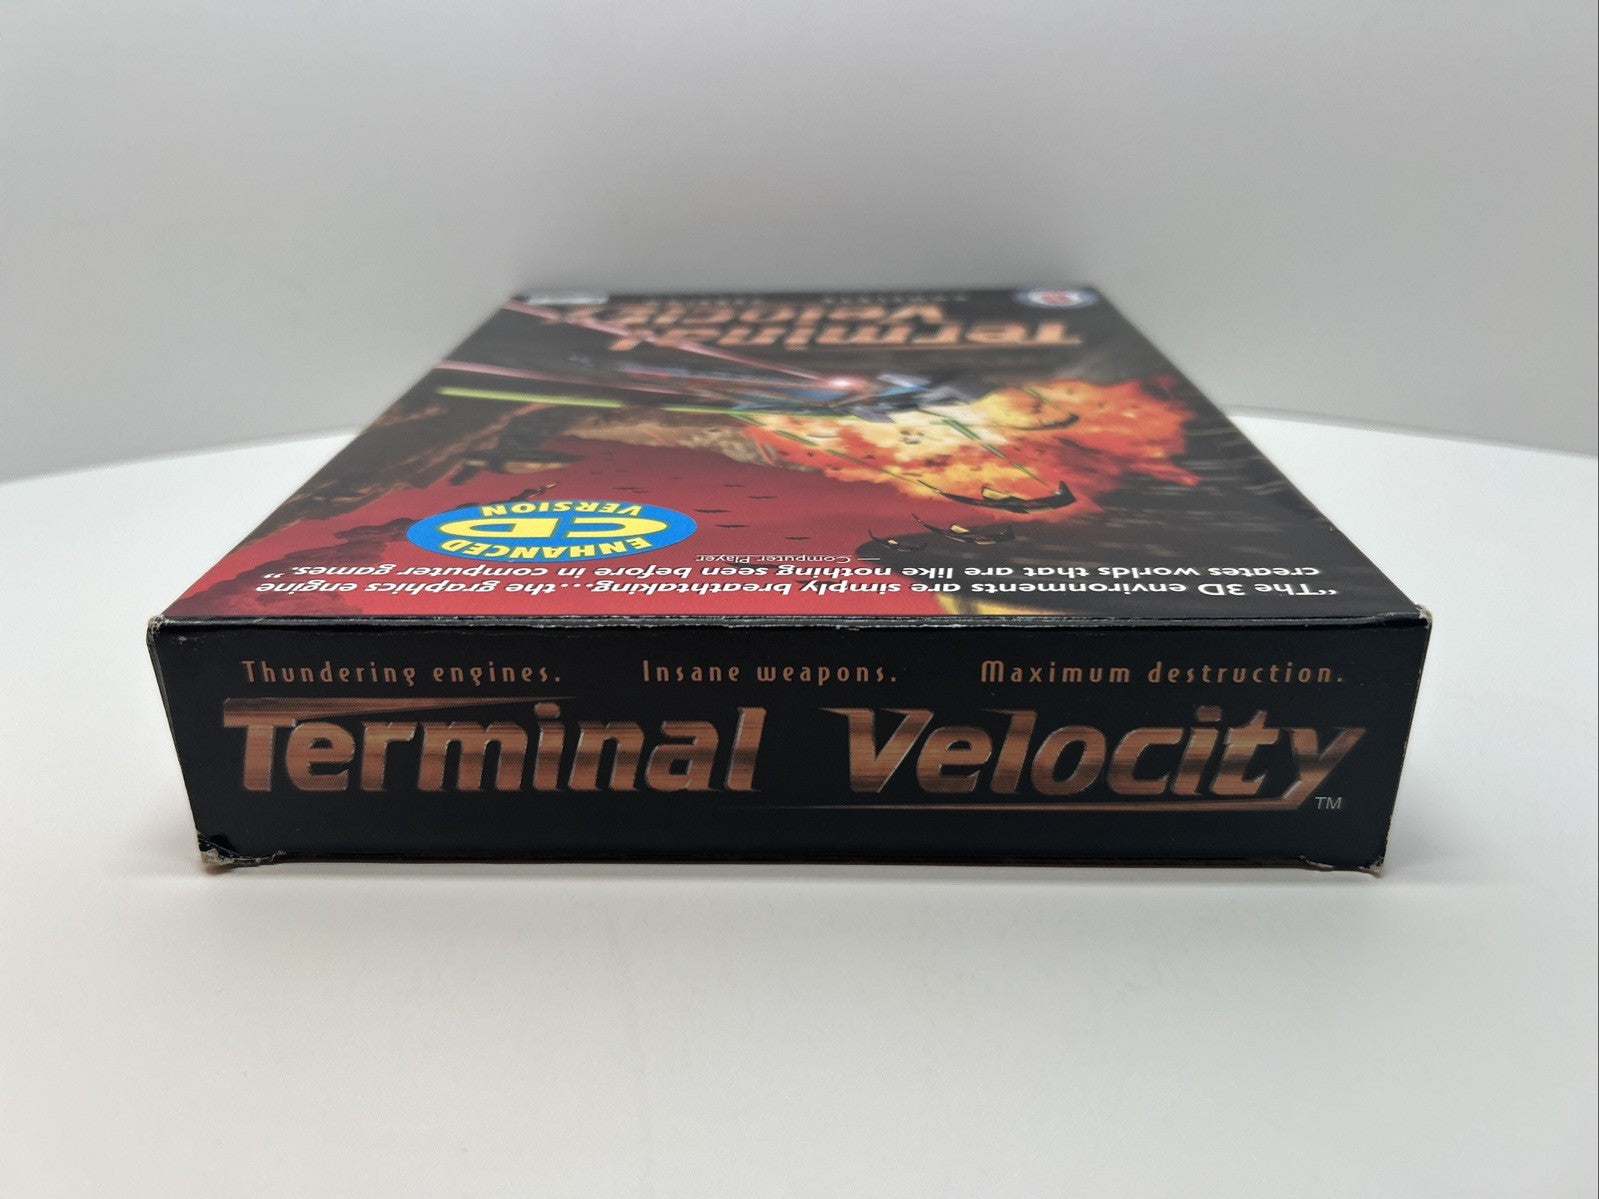 Terminal
Velocity
ENHANCED
CD
VERSION
"The 3D environments are simply breathtaking...the graphics engine
creates worlds that are like nothing seen before in computer games."
— Computer Player
Thundering engines. Insane weapons. Maximum destruction.
Terminal Velocity
TM